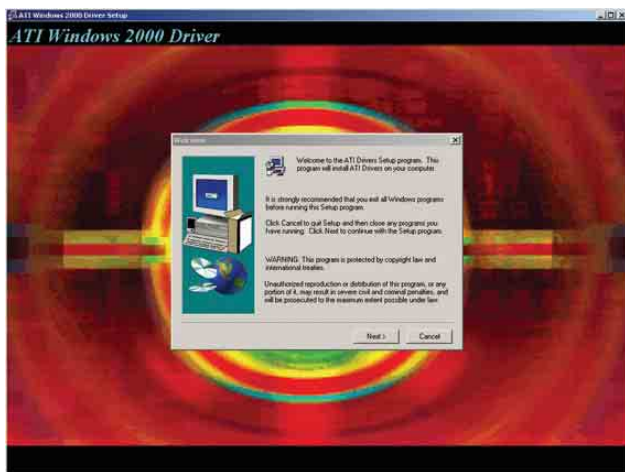 ATI Windows 2000 Driver Setup
ATI Windows 2000 Driver
Welcome
Welcome to the ATI Drivers Setup program. This
program will install ATI Drivers on your computer.
It is strongly recommended that you exit all Windows programs
before running this Setup program.
Click Cancel to quit Setup and then close any programs you
have running. Click Next to continue with the Setup program.
WARNING: This program is protected by copyright law and
international treaties.
Unauthorized reproduction or distribution of this program, or any
portion of it, may result in severe civil and criminal penalties, and
will be prosecuted to the maximum extent possible under law.
Next >
Cancel